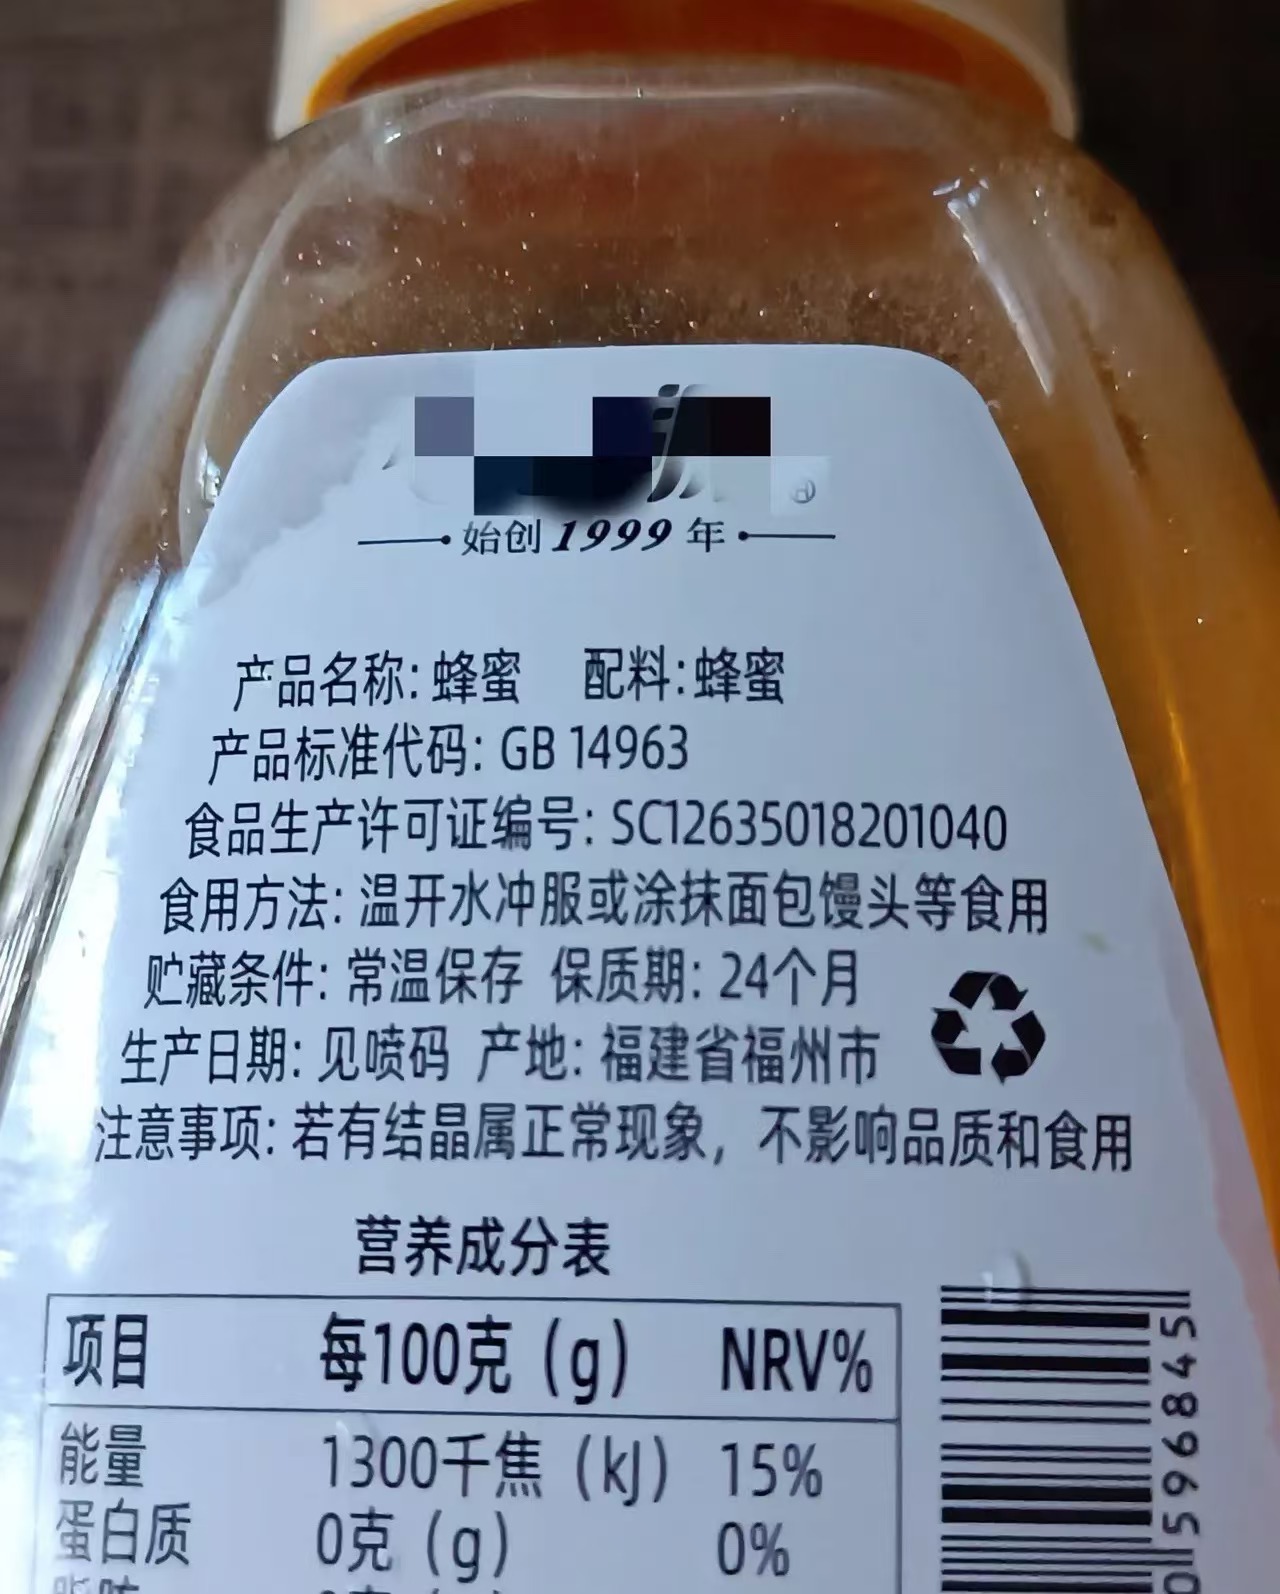 始创1999年
产品名称: 蜂蜜 配料: 蜂蜜
产品标准代码: GB 14963
食品生产许可证编号: SC12635018201040
食用方法: 温开水冲服或涂抹面包馒头等食用
贮藏条件: 常温保存 保质期: 24个月
生产日期: 见喷码 产地: 福建省福州市
注意事项: 若有结晶属正常现象，不影响品质和食用
营养成分表
项目 每100克 (g) NRV%
能量 1300千焦 (kJ) 15%
蛋白质 0克 (g) 0%
596845